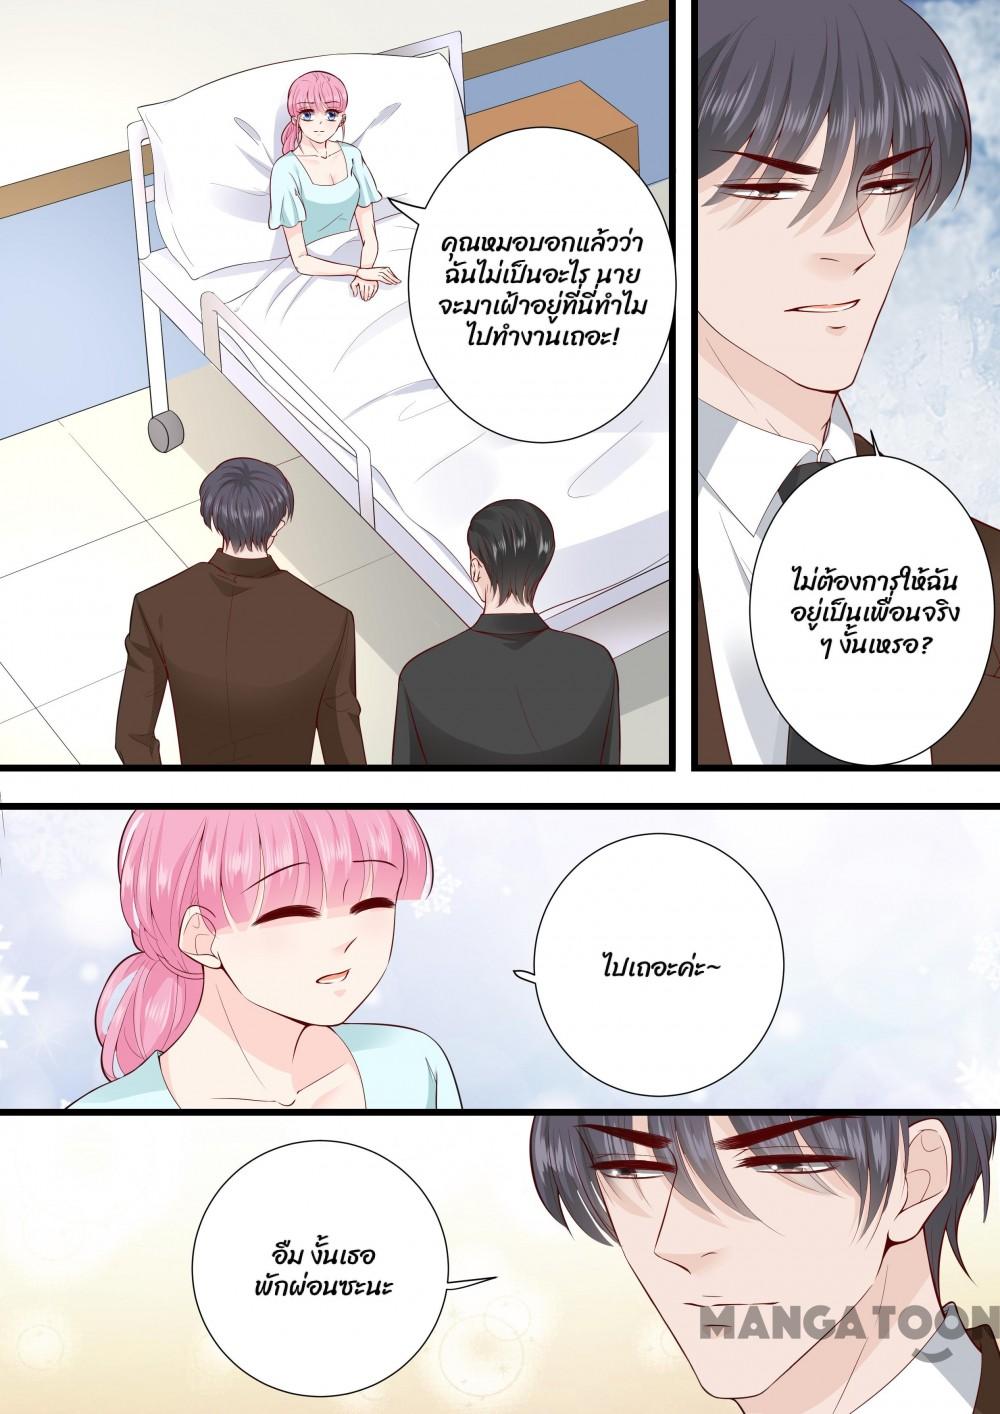 คุณหมอบอกแล้วว่า
ฉันไม่เป็นอะไร นาย
จะมาเฝ้าอยู่ที่นี่ทำไม
ไปทำงานเถอะ!
ไม่ต้องการให้ฉัน
อยู่เป็นเพื่อนจริง
ๆ งั้นเหรอ?
ไปเถอะค่ะ~
อืม งั้นเธอ
พักผ่อนซะนะ
MANGATOON